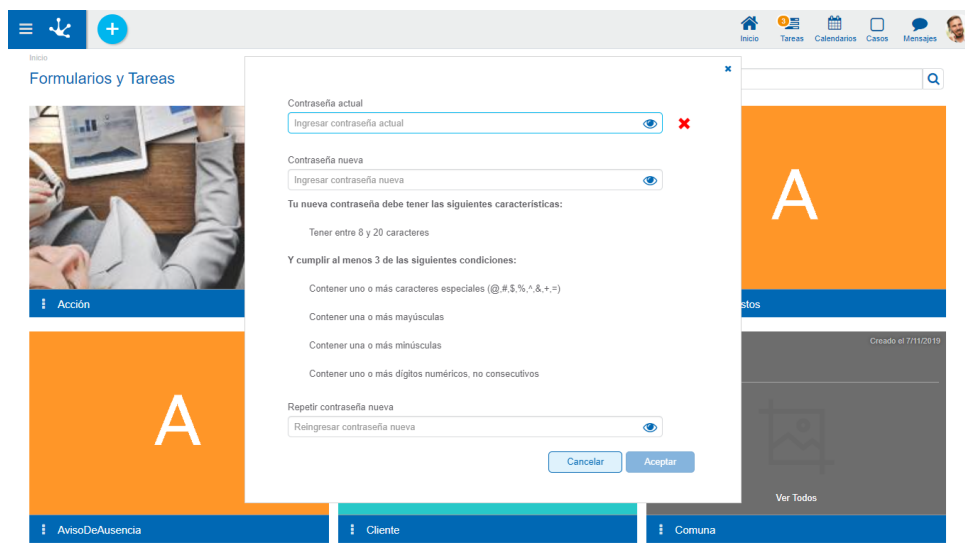 3
Inicio
Tareas
Calendarios
Casos
Mensajes
Inicio
Formularios y Tareas
Contraseña actual
Ingresar contraseña actual
Contraseña nueva
Ingresar contraseña nueva
Tu nueva contraseña debe tener las siguientes características:
Tener entre 8 y 20 caracteres
Y cumplir al menos 3 de las siguientes condiciones:
Contener uno o más caracteres especiales (@,#,$,%,^,&,+,=)
Contener una o más mayúsculas
Contener una o más minúsculas
Contener uno o más dígitos numéricos, no consecutivos
Repetir contraseña nueva
Reingresar contraseña nueva
Cancelar
Aceptar
A
Acción
stos
A
Creado el 7/11/2019
Ver Todos
AvisoDeAusencia
Cliente
Comuna